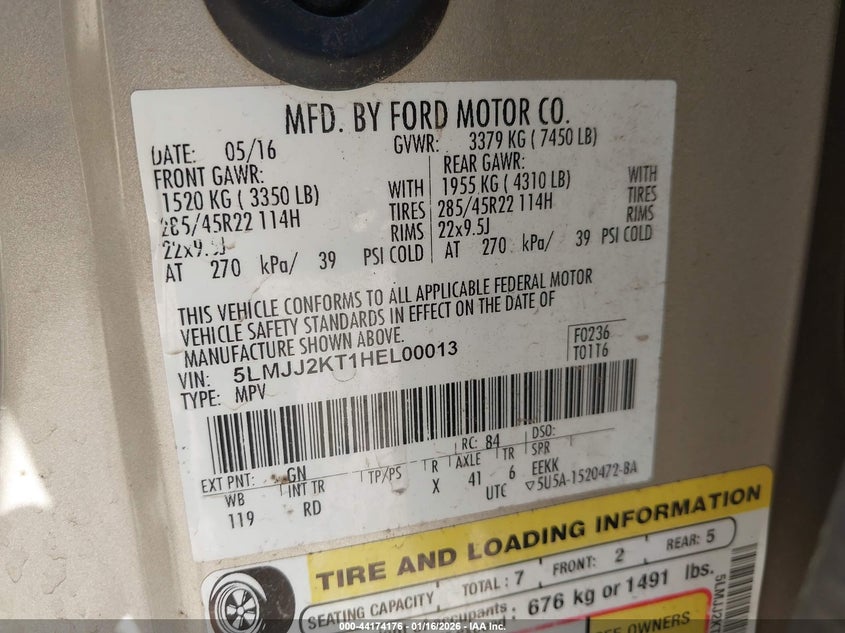 MFD. BY FORD MOTOR CO.
DATE: 05/16 GVWR: 3379 KG ( 7450 LB)
FRONT GAWR: REAR GAWR:
1520 KG ( 3350 LB) WITH 1955 KG ( 4310 LB) WITH
285/45R22 114H TIRES 285/45R22 114H TIRES
22x9.5J RIMS 22x9.5J RIMS
AT 270 kPa/ 39 PSI COLD AT 270 kPa/ 39 PSI COLD
THIS VEHICLE CONFORMS TO ALL APPLICABLE FEDERAL MOTOR
VEHICLE SAFETY STANDARDS IN EFFECT ON THE DATE OF
MANUFACTURE SHOWN ABOVE.
F0236
VIN: 5LMJJ2KT1HEL00013
T0116
TYPE: MPV
RC: 84 DSO:
EXT PNT: GN
WB INT TR TP/PS R AXLE TR SPR
119 RD X 41 6 EEKK
UTC ▽5U5A-1520472-BA
TIRE AND LOADING INFORMATION
SEATING CAPACITY TOTAL: 7 FRONT: 2 REAR: 5
676 kg or 1491 lbs.
OWNERS
5LMJJ2KT
000-44174176 - 01/16/2026 - IAA